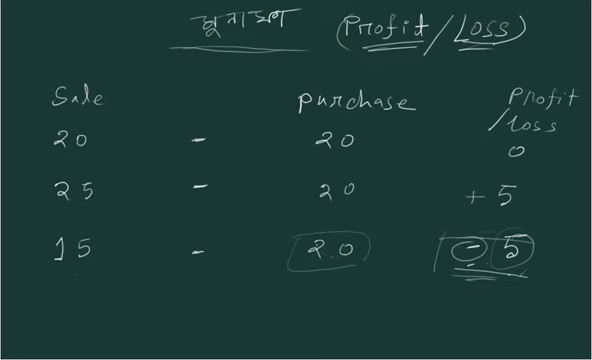 মুনাফা (Profit/Loss)
Sale purchase Profit
/loss
20 - 20 0
25 - 20 + 5
15 - 20 - 5